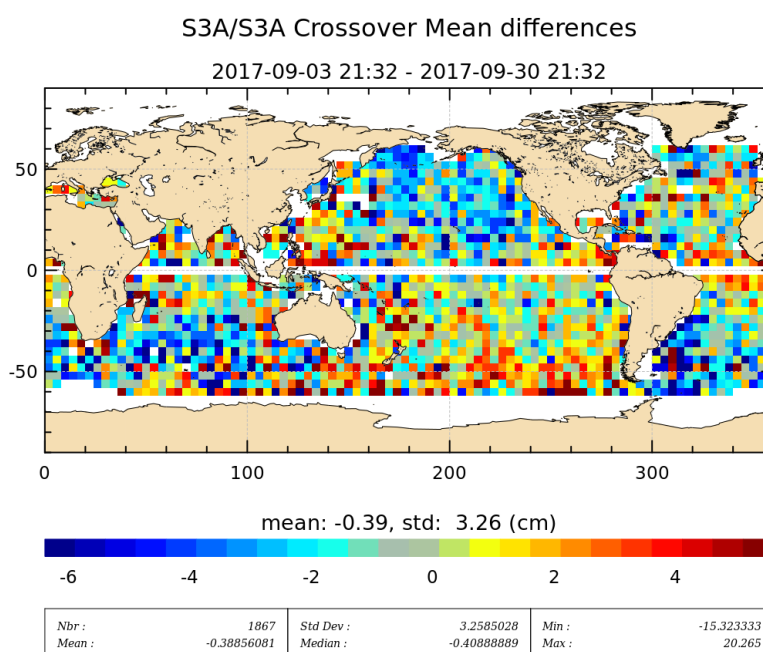 S3A/S3A Crossover Mean differences
2017-09-03 21:32 - 2017-09-30 21:32
50
0
-50
0 100 200 300
mean: -0.39, std: 3.26 (cm)
-6 -4 -2 0 2 4
Nbr : 1867 Std Dev : 3.2585028 Min : -15.323333
Mean : -0.38856081 Median : -0.40888889 Max : 20.265